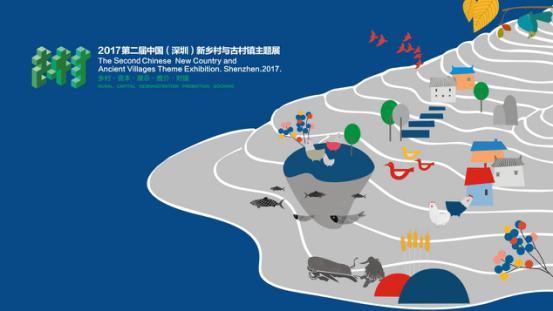 2017第二届中国（深圳）新乡村与古村镇主题展
The Second Chinese New Country and
Ancient Villages Theme Exhibition. Shenzhen.2017.
乡村·资本·展示·推介·对接
RURAL CAPITAL DEMONSTRATION PROMOTION DOCKING